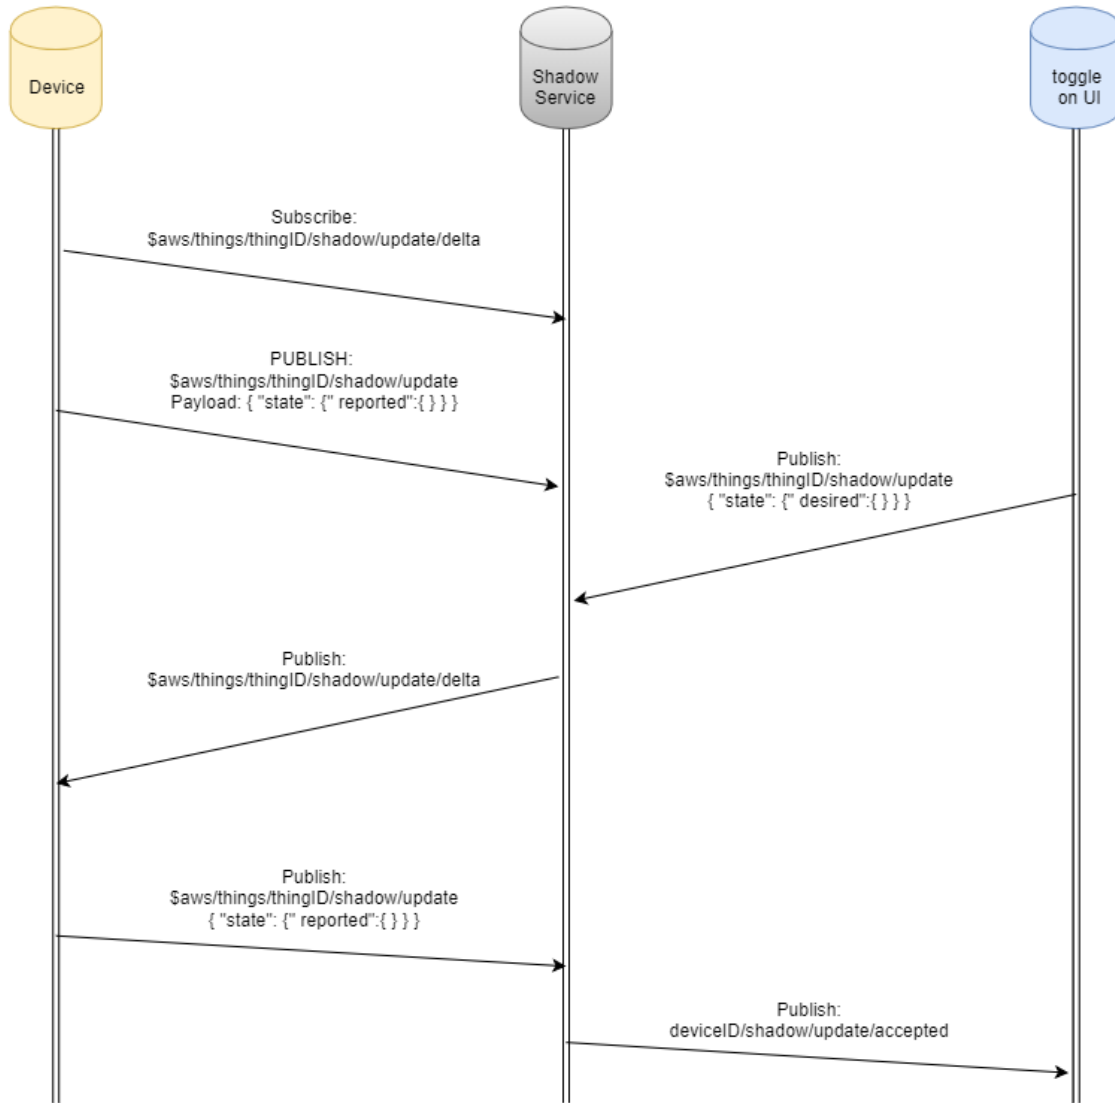 Device
Shadow
Service
toggle
on UI
Subscribe:
$aws/things/thingID/shadow/update/delta
PUBLISH:
$aws/things/thingID/shadow/update
Payload: { "state": {" reported":{ } } }
Publish:
$aws/things/thingID/shadow/update
{ "state": {" desired":{ } } }
Publish:
$aws/things/thingID/shadow/update/delta
Publish:
$aws/things/thingID/shadow/update
{ "state": {" reported":{ } } }
Publish:
deviceID/shadow/update/accepted